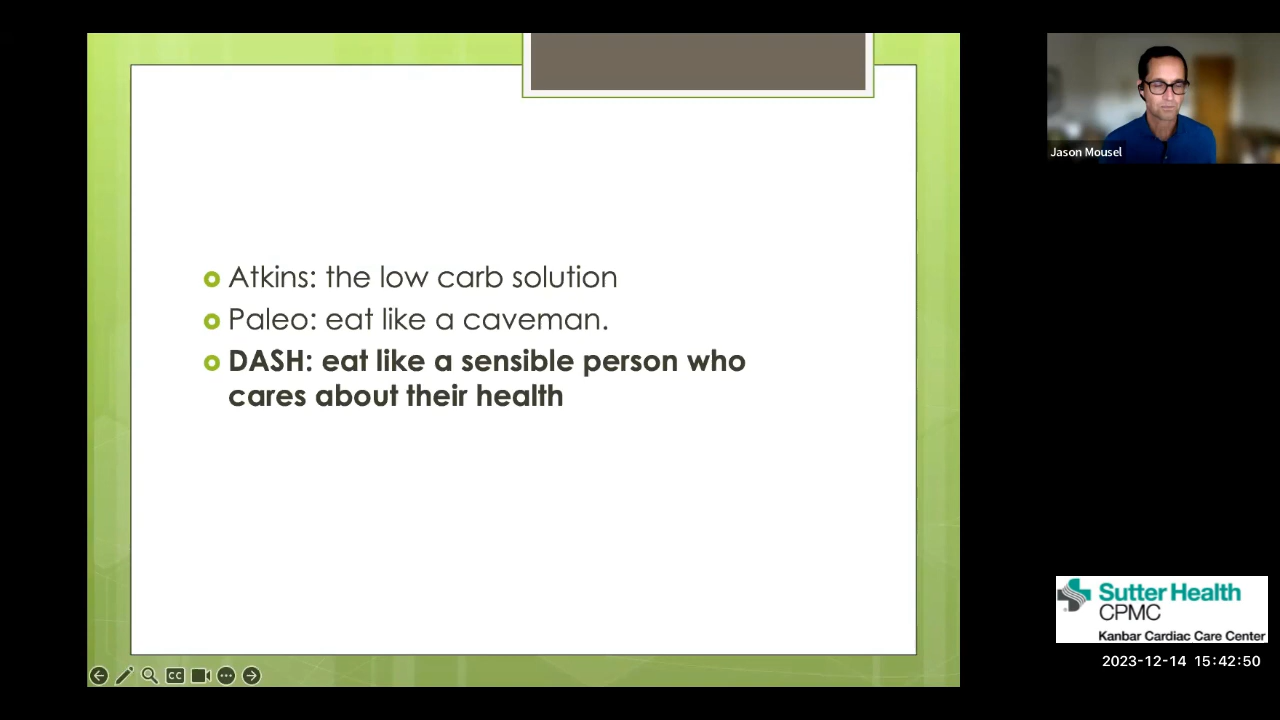 Atkins: the low carb solution
Paleo: eat like a caveman.
DASH: eat like a sensible person who
cares about their health
Jason Mousel
CC
Sutter Health
CPMC
Kanbar Cardiac Care Center
2023-12-14 15:42:50